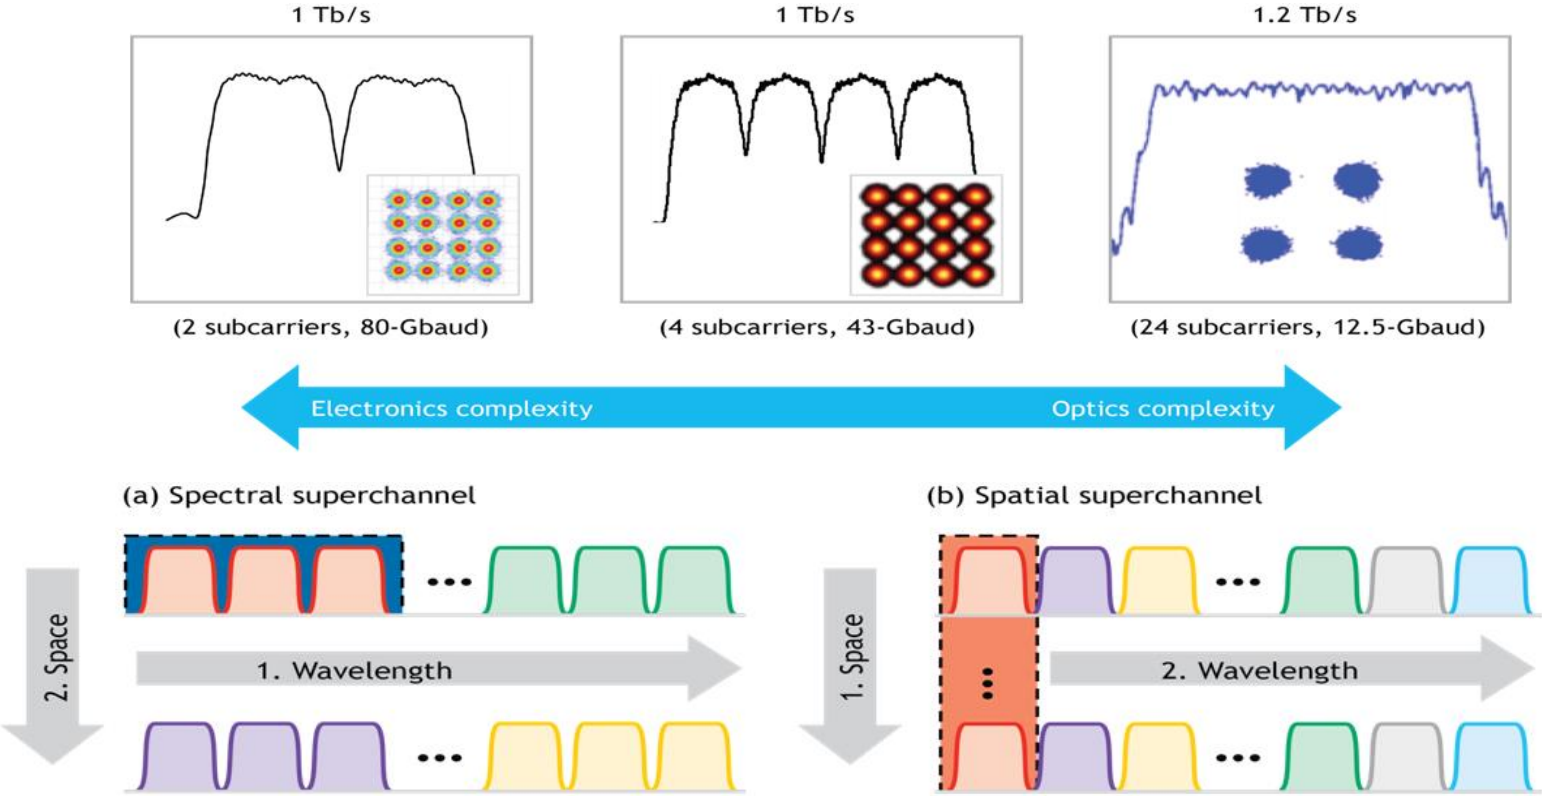 1 Tb/s
1 Tb/s
1.2 Tb/s
(2 subcarriers, 80-Gbaud)
(4 subcarriers, 43-Gbaud)
(24 subcarriers, 12.5-Gbaud)
Electronics complexity
Optics complexity
(a) Spectral superchannel
2. Space
1. Wavelength
(b) Spatial superchannel
1. Space
2. Wavelength